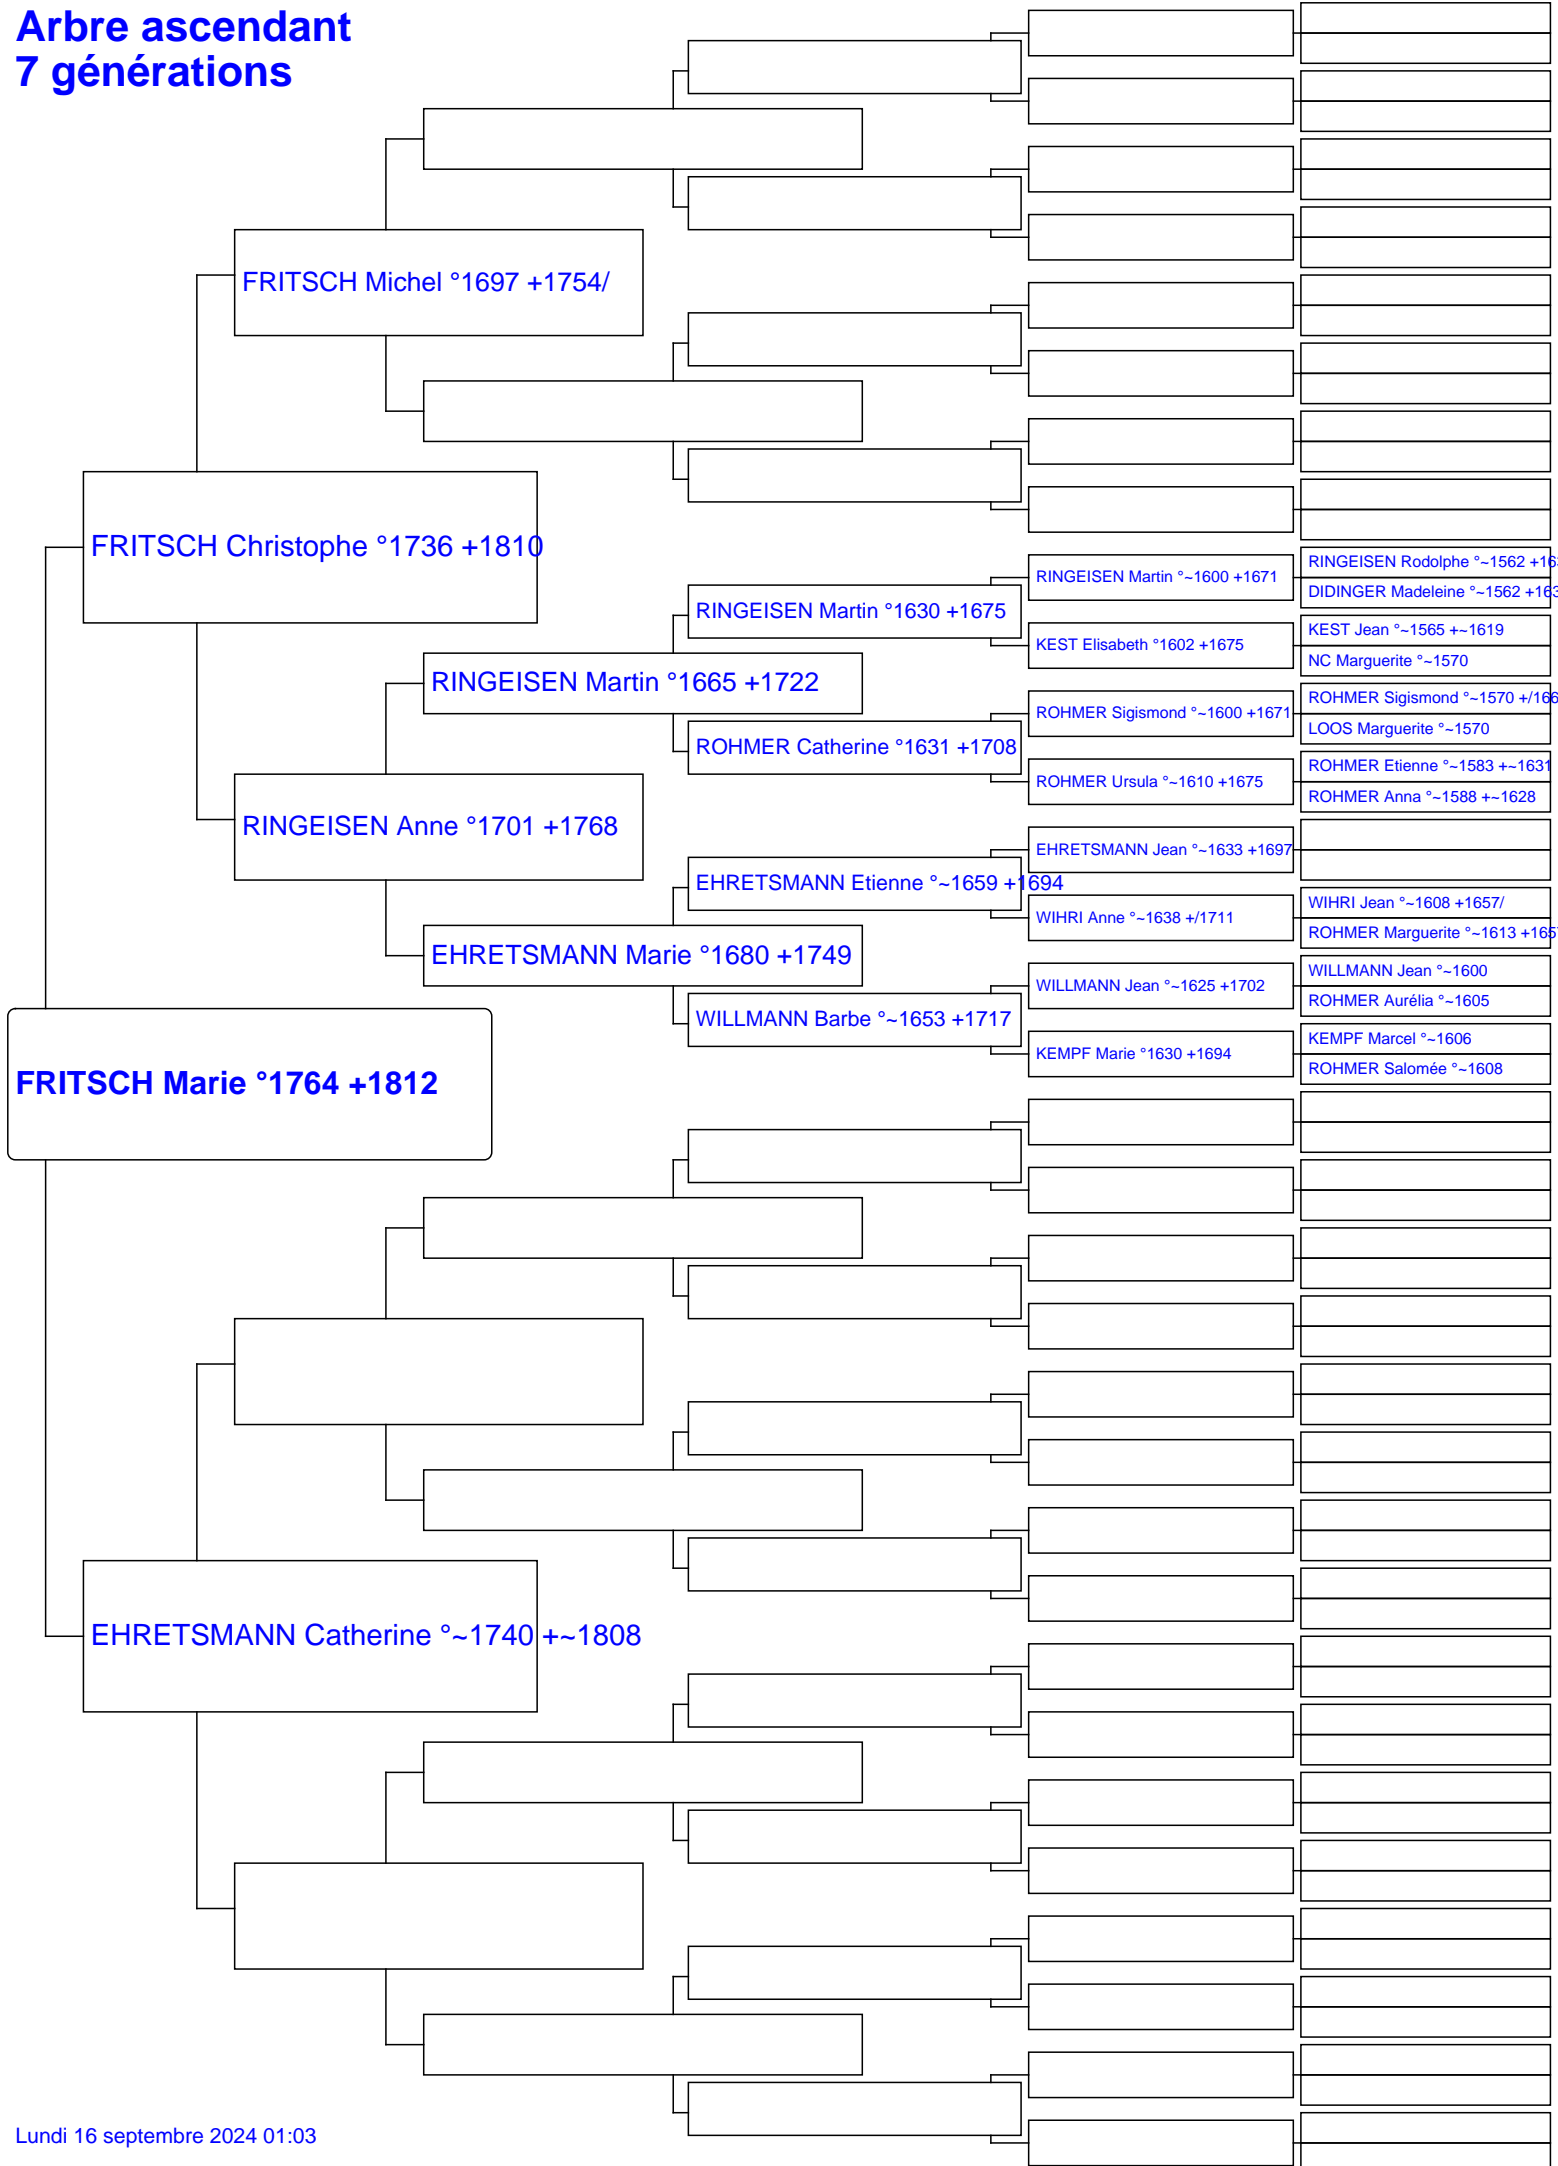 Arbre ascendant
7 générations
FRITSCH Michel °1697 +1754/
FRITSCH Christophe °1736 +1810
RINGEISEN Rodolphe °~1562 +163
RINGEISEN Martin °~1600 +1671
DIDINGER Madeleine °~1562 +163
RINGEISEN Martin °1630 +1675
KEST Jean °~1565 +~1619
KEST Elisabeth °1602 +1675
NC Marguerite °~1570
RINGEISEN Martin °1665 +1722
ROHMER Sigismond °~1570 +/166
ROHMER Sigismond °~1600 +1671
LOOS Marguerite °~1570
ROHMER Catherine °1631 +1708
ROHMER Etienne °~1583 +~1631
ROHMER Ursula °~1610 +1675
ROHMER Anna °~1588 +~1628
RINGEISEN Anne °1701 +1768
EHRETSMANN Jean °~1633 +1697
EHRETSMANN Etienne °~1659 +1694
WIHRI Jean °~1608 +1657/
WIHRI Anne °~1638 +/1711
ROHMER Marguerite °~1613 +165
EHRETSMANN Marie °1680 +1749
WILLMANN Jean °~1600
WILLMANN Jean °~1625 +1702
ROHMER Aurélia °~1605
WILLMANN Barbe °~1653 +1717
KEMPF Marcel °~1606
KEMPF Marie °1630 +1694
ROHMER Salomée °~1608
FRITSCH Marie °1764 +1812
EHRETSMANN Catherine °~1740 +~1808
Lundi 16 septembre 2024 01:03